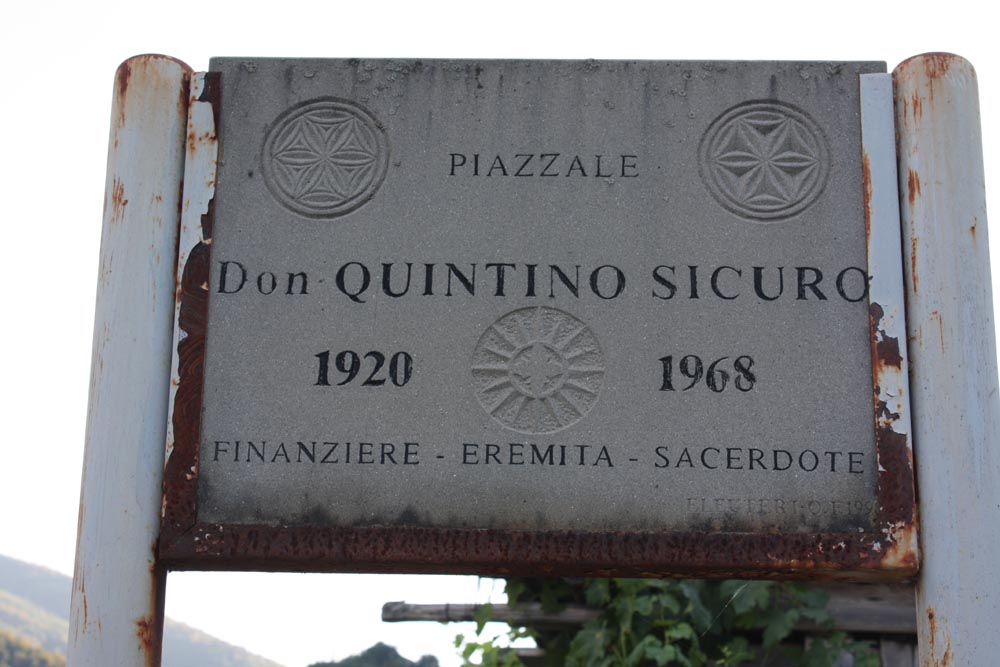 PIAZZALE
Don QUINTINO SICURO
1920 1968
FINANZIERE - EREMITA - SACERDOTE